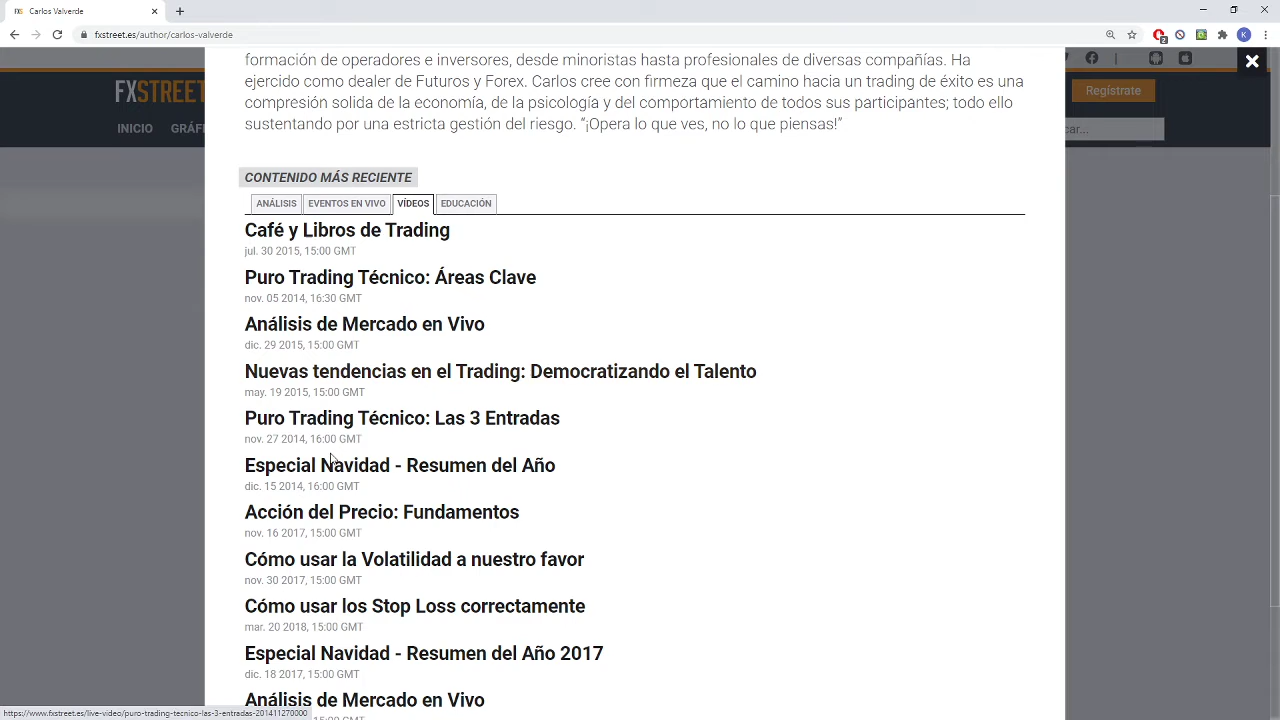 Carlos Valverde
fxstreet.es/author/carlos-valverde
2
K
FXSTREET
Regístrate
INICIO GRÁF
car...
formación de operadores e inversores, desde minoristas hasta profesionales de diversas compañías. Ha
ejercido como dealer de Futuros y Forex. Carlos cree con firmeza que el camino hacia un trading de éxito es una
compresión solida de la economía, de la psicología y del comportamiento de todos sus participantes; todo ello
sustentando por una estricta gestión del riesgo. “¡Opera lo que ves, no lo que piensas!”
CONTENIDO MÁS RECIENTE
ANÁLISIS EVENTOS EN VIVO VÍDEOS EDUCACIÓN
Café y Libros de Trading
jul. 30 2015, 15:00 GMT
Puro Trading Técnico: Áreas Clave
nov. 05 2014, 16:30 GMT
Análisis de Mercado en Vivo
dic. 29 2015, 15:00 GMT
Nuevas tendencias en el Trading: Democratizando el Talento
may. 19 2015, 15:00 GMT
Puro Trading Técnico: Las 3 Entradas
nov. 27 2014, 16:00 GMT
Especial Navidad - Resumen del Año
dic. 15 2014, 16:00 GMT
Acción del Precio: Fundamentos
nov. 16 2017, 15:00 GMT
Cómo usar la Volatilidad a nuestro favor
nov. 30 2017, 15:00 GMT
Cómo usar los Stop Loss correctamente
mar. 20 2018, 15:00 GMT
Especial Navidad - Resumen del Año 2017
dic. 18 2017, 15:00 GMT
Análisis de Mercado en Vivo
15:00 GMT
https://www.fxstreet.es/live-video/puro-trading-tecnico-las-3-entradas-201411270000